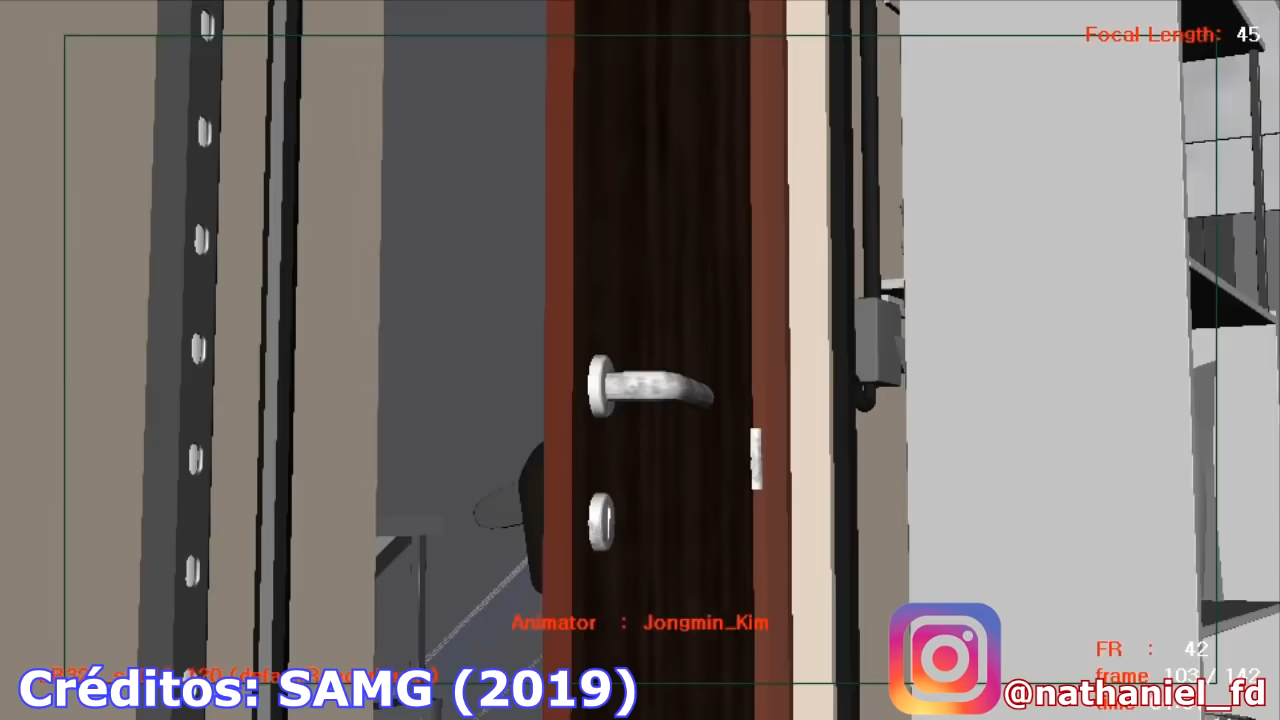 Focal Length: 45
Animator : Jongmin_Kim
FR : 42
frame 103 / 142
Créditos: SAMG (2019)
@nathaniel_fd